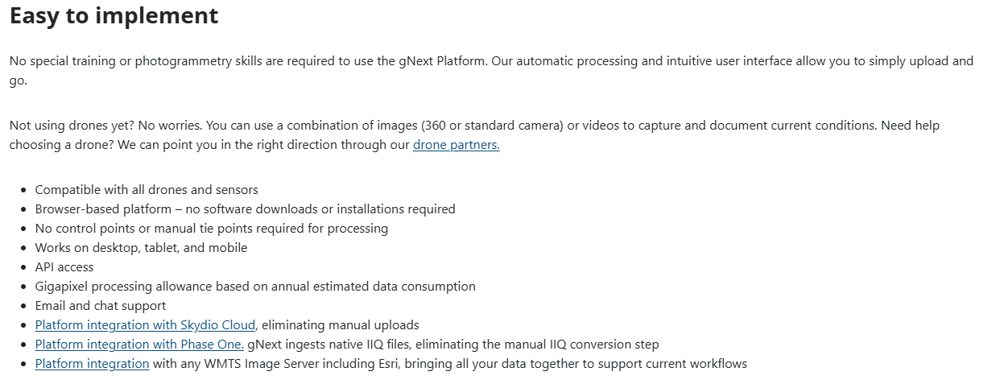 Easy to implement
No special training or photogrammetry skills are required to use the gNext Platform. Our automatic processing and intuitive user interface allow you to simply upload and
go.
Not using drones yet? No worries. You can use a combination of images (360 or standard camera) or videos to capture and document current conditions. Need help
choosing a drone? We can point you in the right direction through our drone partners.
• Compatible with all drones and sensors
• Browser-based platform – no software downloads or installations required
• No control points or manual tie points required for processing
• Works on desktop, tablet, and mobile
• API access
• Gigapixel processing allowance based on annual estimated data consumption
• Email and chat support
• Platform integration with Skydio Cloud, eliminating manual uploads
• Platform integration with Phase One. gNext ingests native IIQ files, eliminating the manual IIQ conversion step
• Platform integration with any WMTS Image Server including Esri, bringing all your data together to support current workflows